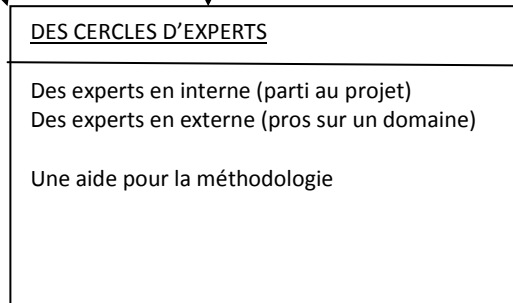 DES CERCLES D’EXPERTS
Des experts en interne (parti au projet)
Des experts en externe (pros sur un domaine)
Une aide pour la méthodologie